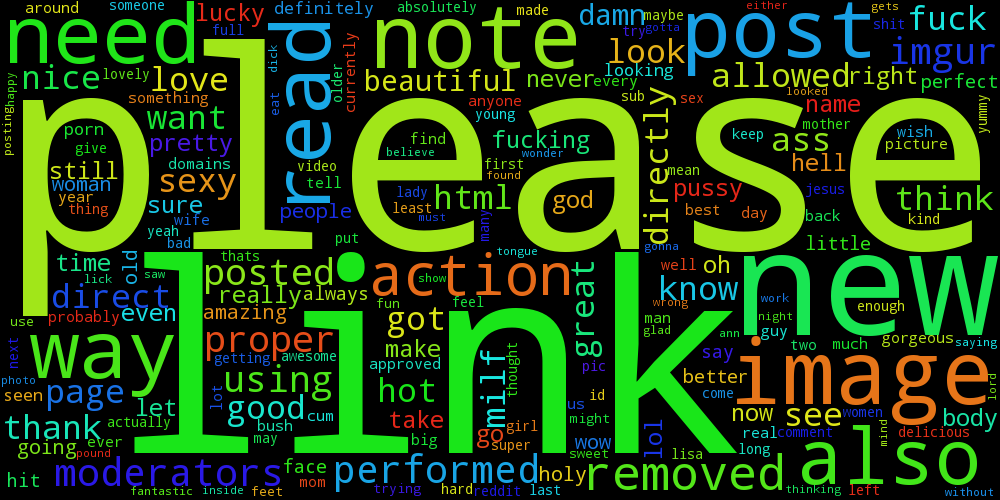 around someone absolutely made either gets
need lucky definitely note damn maybe post shit fuck
full try gotta
nice lovely love read currently look imgur
ditk older looking allowed right perfect
happy something eat beautiful never every looked
posting want anyone sub sex name yummy
porn pretty young directly mother
give find fucking keep ass wish
still domains video believe first wonder picture
please
woman sexy tell found mean hell
year lady html god pussy think
thing sure people least best day jesus kind
wife must many back
yeah bad put gonna little
time old thats tongue well oh
lick saw posted action show know new
direct really always feel wrong work
probably even amazing fun great man night enough
use got glad ann guy gorgeous
way proper make say two much saying
next getting awesome approved thought pic
link
photo using hot milf id better image lord
seen page lot us come
let good cum take might now see women body
thank actually bush girl real comment delicious
going ever may big go wow lol long mind
pound super sweet lisa also
hit moderators face performed holy removed
mom trying hard reddit thinking left
fantastic inside feet last without